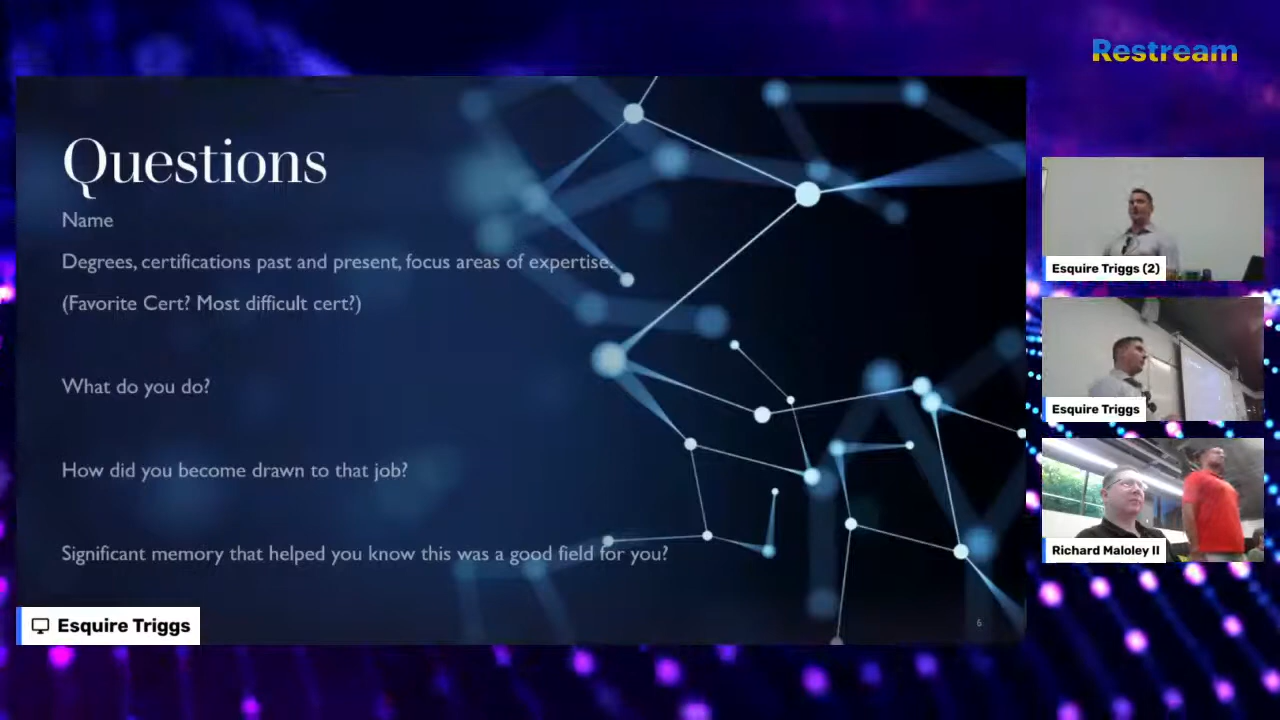 Restream
Questions
Name
Degrees, certifications past and present, focus areas of expertise.
(Favorite Cert? Most difficult cert?)
What do you do?
How did you become drawn to that job?
Significant memory that helped you know this was a good field for you?
6
Esquire Triggs
Esquire Triggs (2)
Esquire Triggs
Richard Maloley II